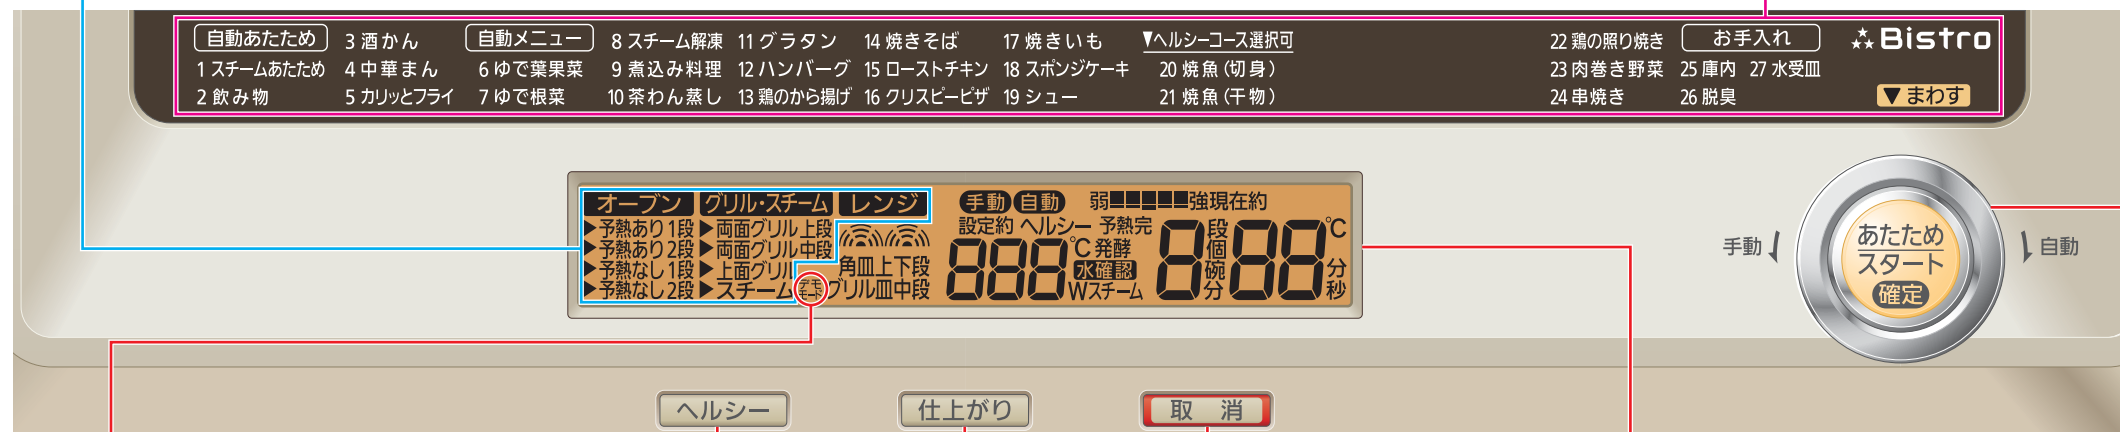 自動あたため
1 スチームあたため
2 飲み物
3 酒かん
4 中華まん
5 カリッとフライ
自動メニュー
6 ゆで葉果菜
7 ゆで根菜
8 スチーム解凍
9 煮込み料理
10 茶わん蒸し
11 グラタン
12 ハンバーグ
13 鶏のから揚げ
14 焼きそば
15 ローストチキン
16 クリスピーピザ
17 焼きいも
18 スポンジケーキ
19 シュー
▼ヘルシーコース選択可
20 焼魚(切身)
21 焼魚(干物)
22 鶏の照り焼き
23 肉巻き野菜
24 串焼き
お手入れ
25 庫内 27 水受皿
26 脱臭
Bistro
▼まわす
オーブン
▶予熱あり1段
▶予熱あり2段
▶予熱なし1段
▶予熱なし2段
グリル・スチーム
▶両面グリル上段
▶両面グリル中段
▶上面グリル
▶スチーム
レンジ
角皿上下段
デモモード
グリル皿中段
手動 自動
弱 強現在約
設定約 ヘルシー 予熱完
888℃発酵
水確認
Wスチーム
888
段個碗分
℃
分
秒
手動
あたため
スタート
確定
自動
ヘルシー
仕上がり
取消